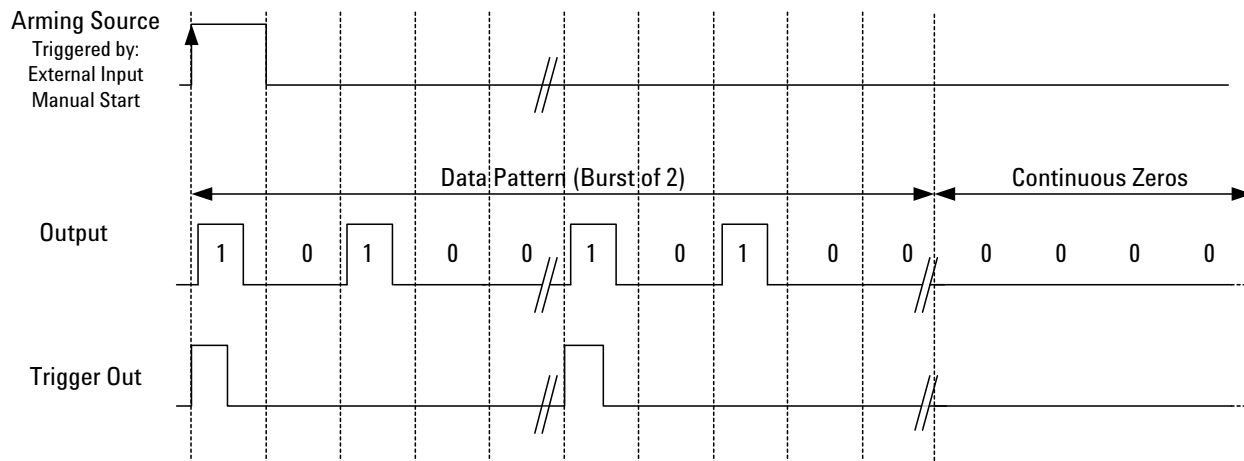 Arming Source
Triggered by:
External Input
Manual Start
Data Pattern (Burst of 2)
Continuous Zeros
Output
1 0 1 0 0 1 0 1 0 0 0 0 0 0
Trigger Out